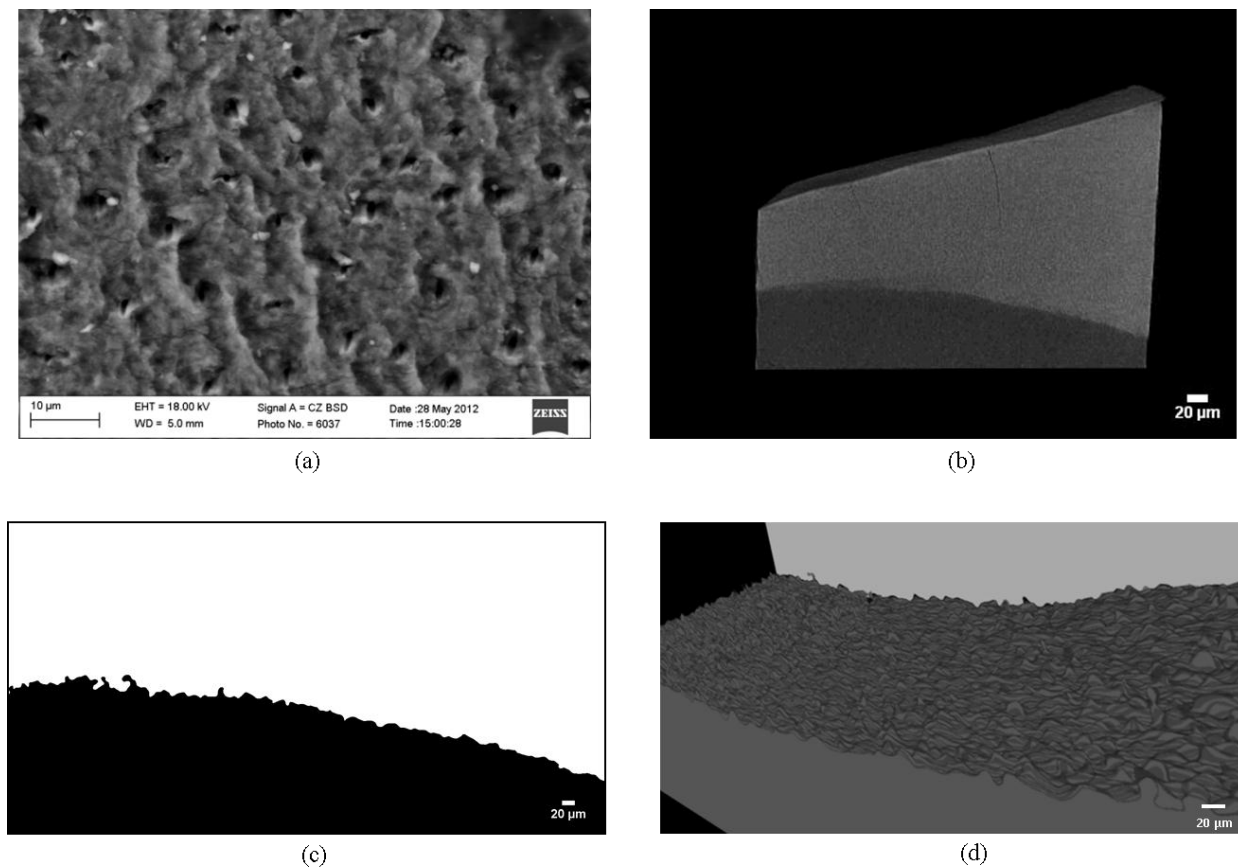 10 µm
EHT = 18.00 kV
Signal A = CZ BSD
Date :28 May 2012
ZEISS
WD = 5.0 mm
Photo No. = 6037
Time :15:00:28
20 µm
(a)
(b)
20 µm
20 µm
(c)
(d)